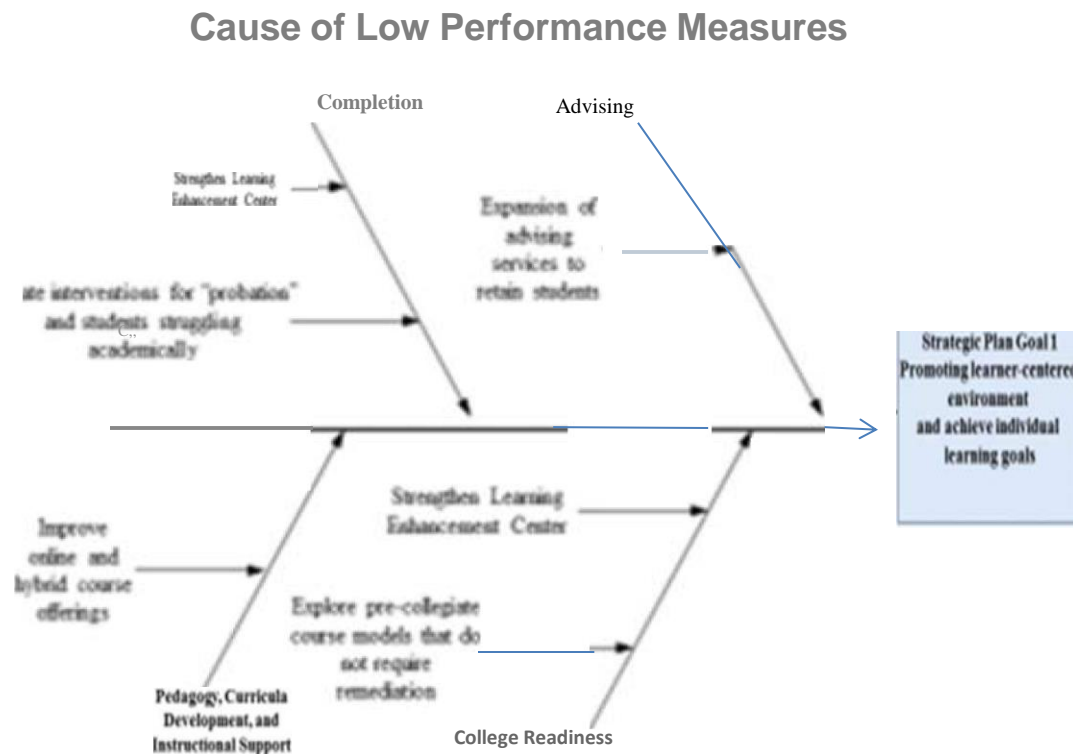 Cause of Low Performance Measures
Completion
Advising
Strengthen Learning
Enhancement Center
Expansion of
advising
services to
retain students
ate interventions for "probation"
and students struggling
academically
Strategic Plan Goal 1
Promoting learner-centered
environment
and achieve individual
learning goals
Strengthen Learning
Enhancement Center
Improve
online and
hybrid course
offerings
Explore pre-collegiate
course models that do
not require
remediation
Pedagogy, Curricula
Development, and
Instructional Support
College Readiness